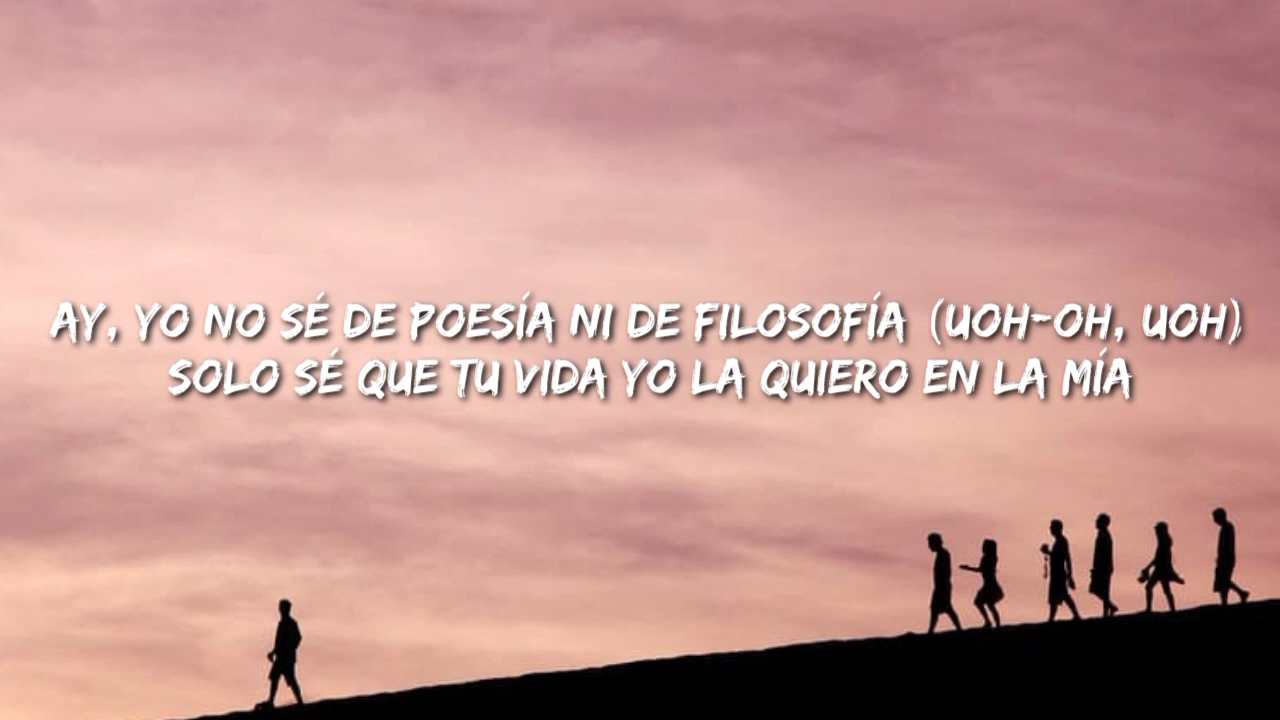 AY, YO NO SÉ DE POESÍA NI DE FILOSOFÍA (UOH-OH, UOH)
SOLO SÉ QUE TU VIDA YO LA QUIERO EN LA MÍA